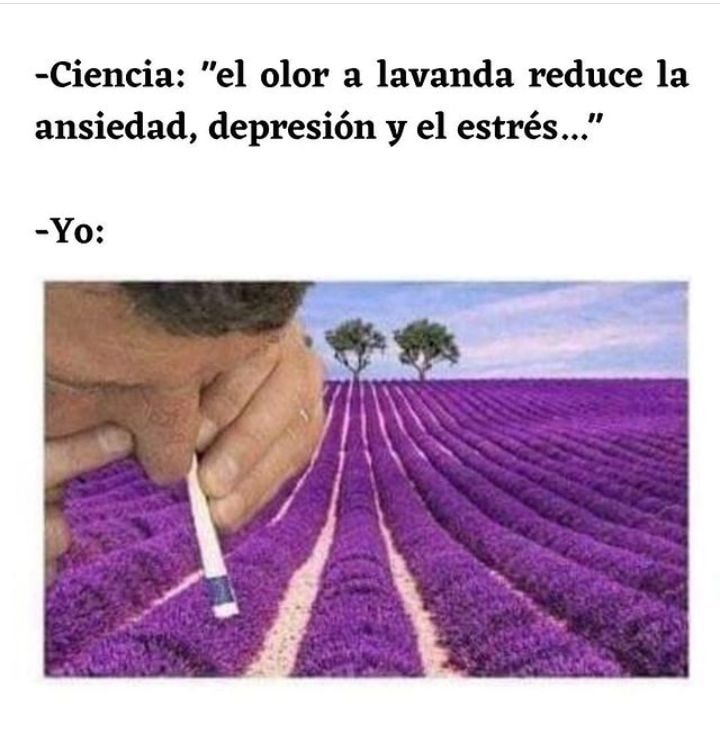 -Ciencia: "el olor a lavanda reduce la
ansiedad, depresión y el estrés..."
-Yo: